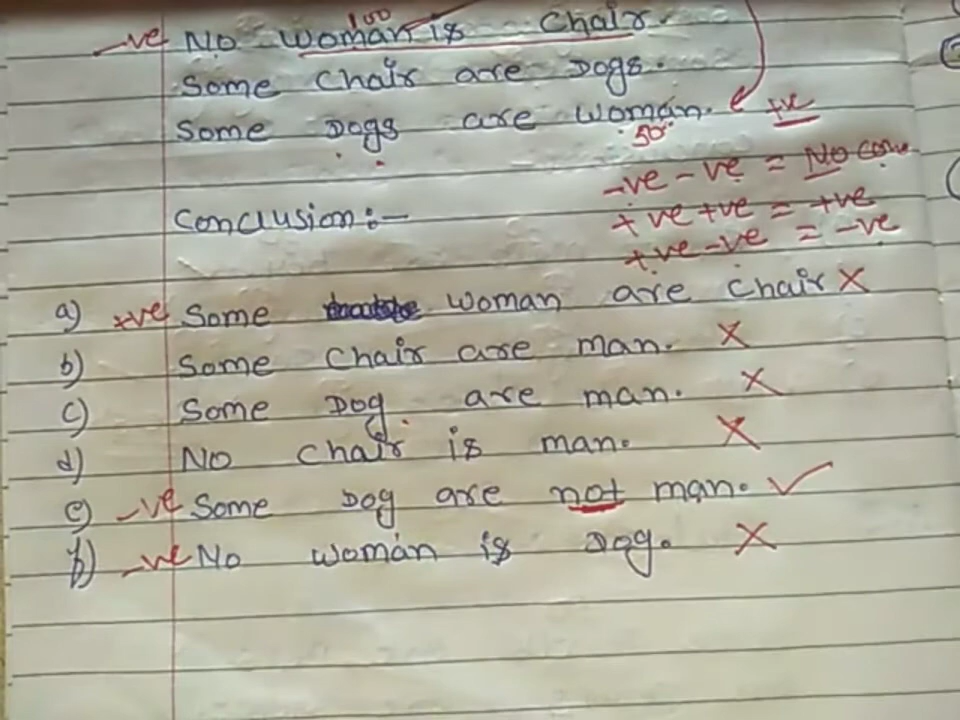 100
-ve No woman is Chair.
Some Chair are Dogs.
Some Dogs are woman. +ve
50
-ve -ve = No
Conclusion:-
+ve +ve = +ve
+ve -ve = -ve
a) +ve Some woman are chair X
b) Some Chair are man. X
c) Some Dog are man. X
d) No chair is man. X
e) -ve Some Dog are not man. ✓
f) -ve No woman is Dog. X